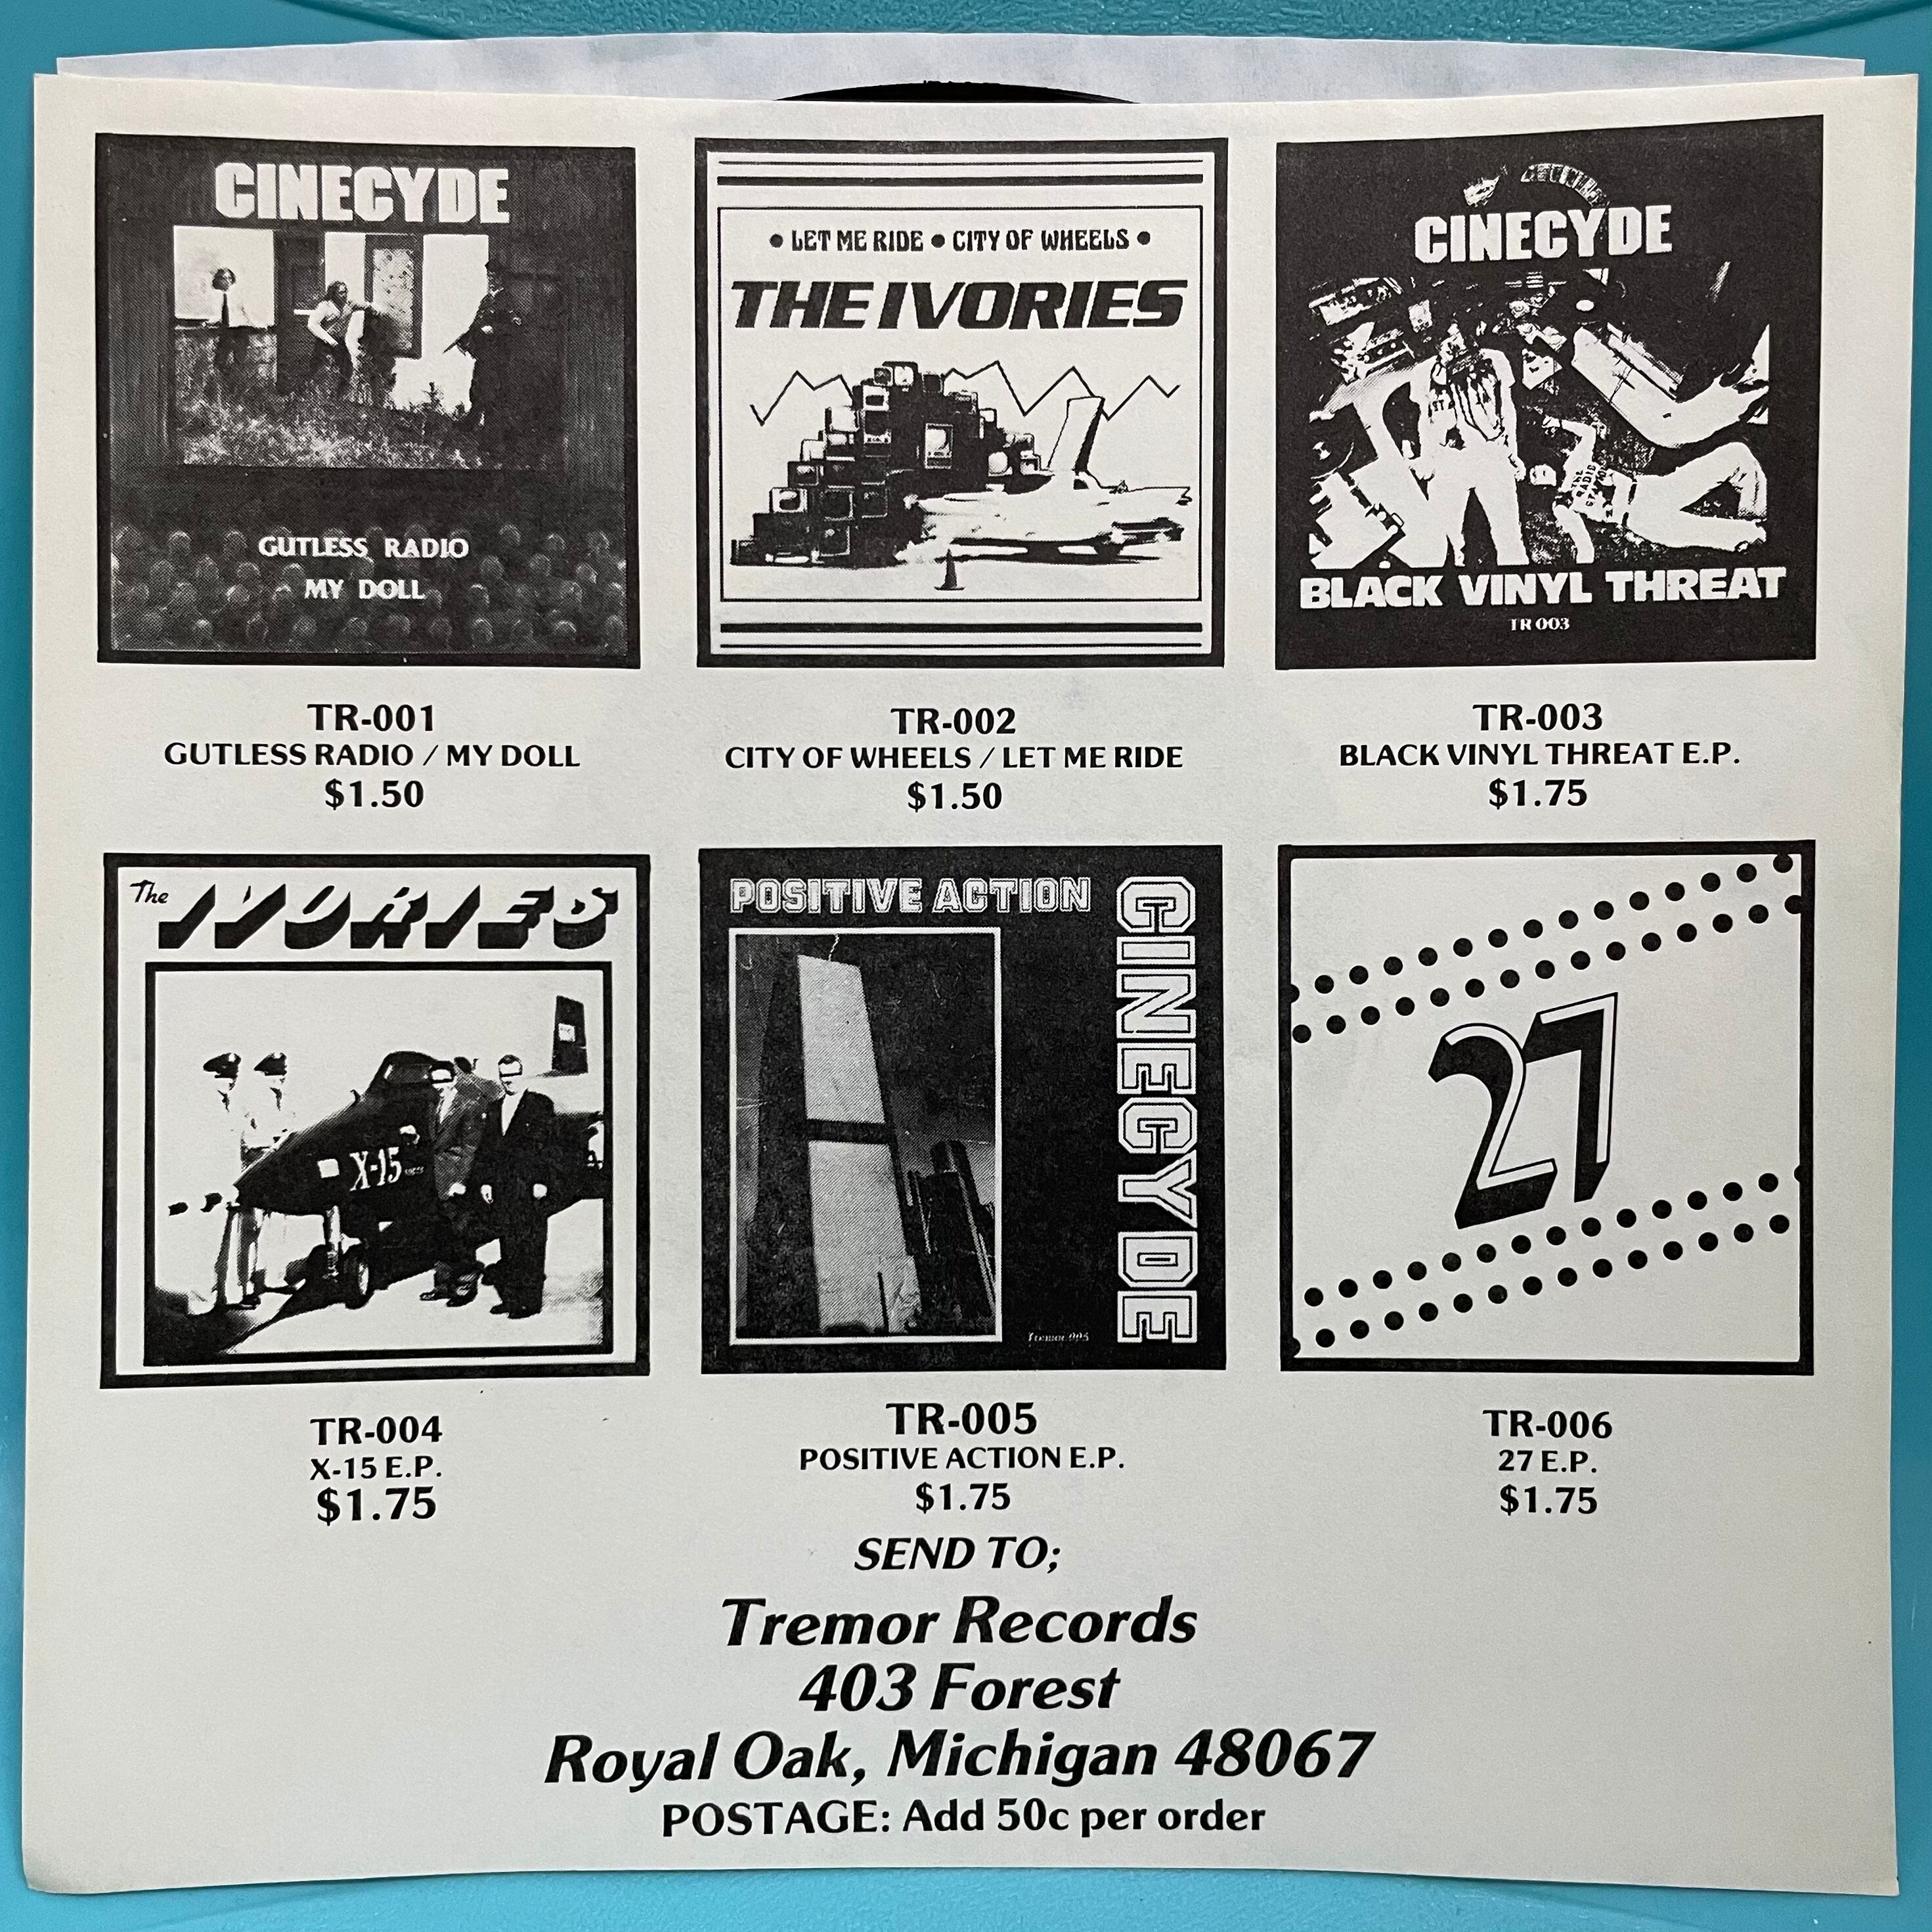 CINECYDE
GUTLESS RADIO
MY DOLL
TR-001
GUTLESS RADIO / MY DOLL
$1.50
• LET ME RIDE • CITY OF WHEELS •
THE IVORIES
TR-002
CITY OF WHEELS / LET ME RIDE
$1.50
CINECYDE
BLACK VINYL THREAT
TR 003
TR-003
BLACK VINYL THREAT E.P.
$1.75
The IVORIES
X-15
TR-004
X-15 E.P.
$1.75
POSITIVE ACTION
CINECYDE
Tremor 005
TR-005
POSITIVE ACTION E.P.
$1.75
27
TR-006
27 E.P.
$1.75
SEND TO;
Tremor Records
403 Forest
Royal Oak, Michigan 48067
POSTAGE: Add 50c per order